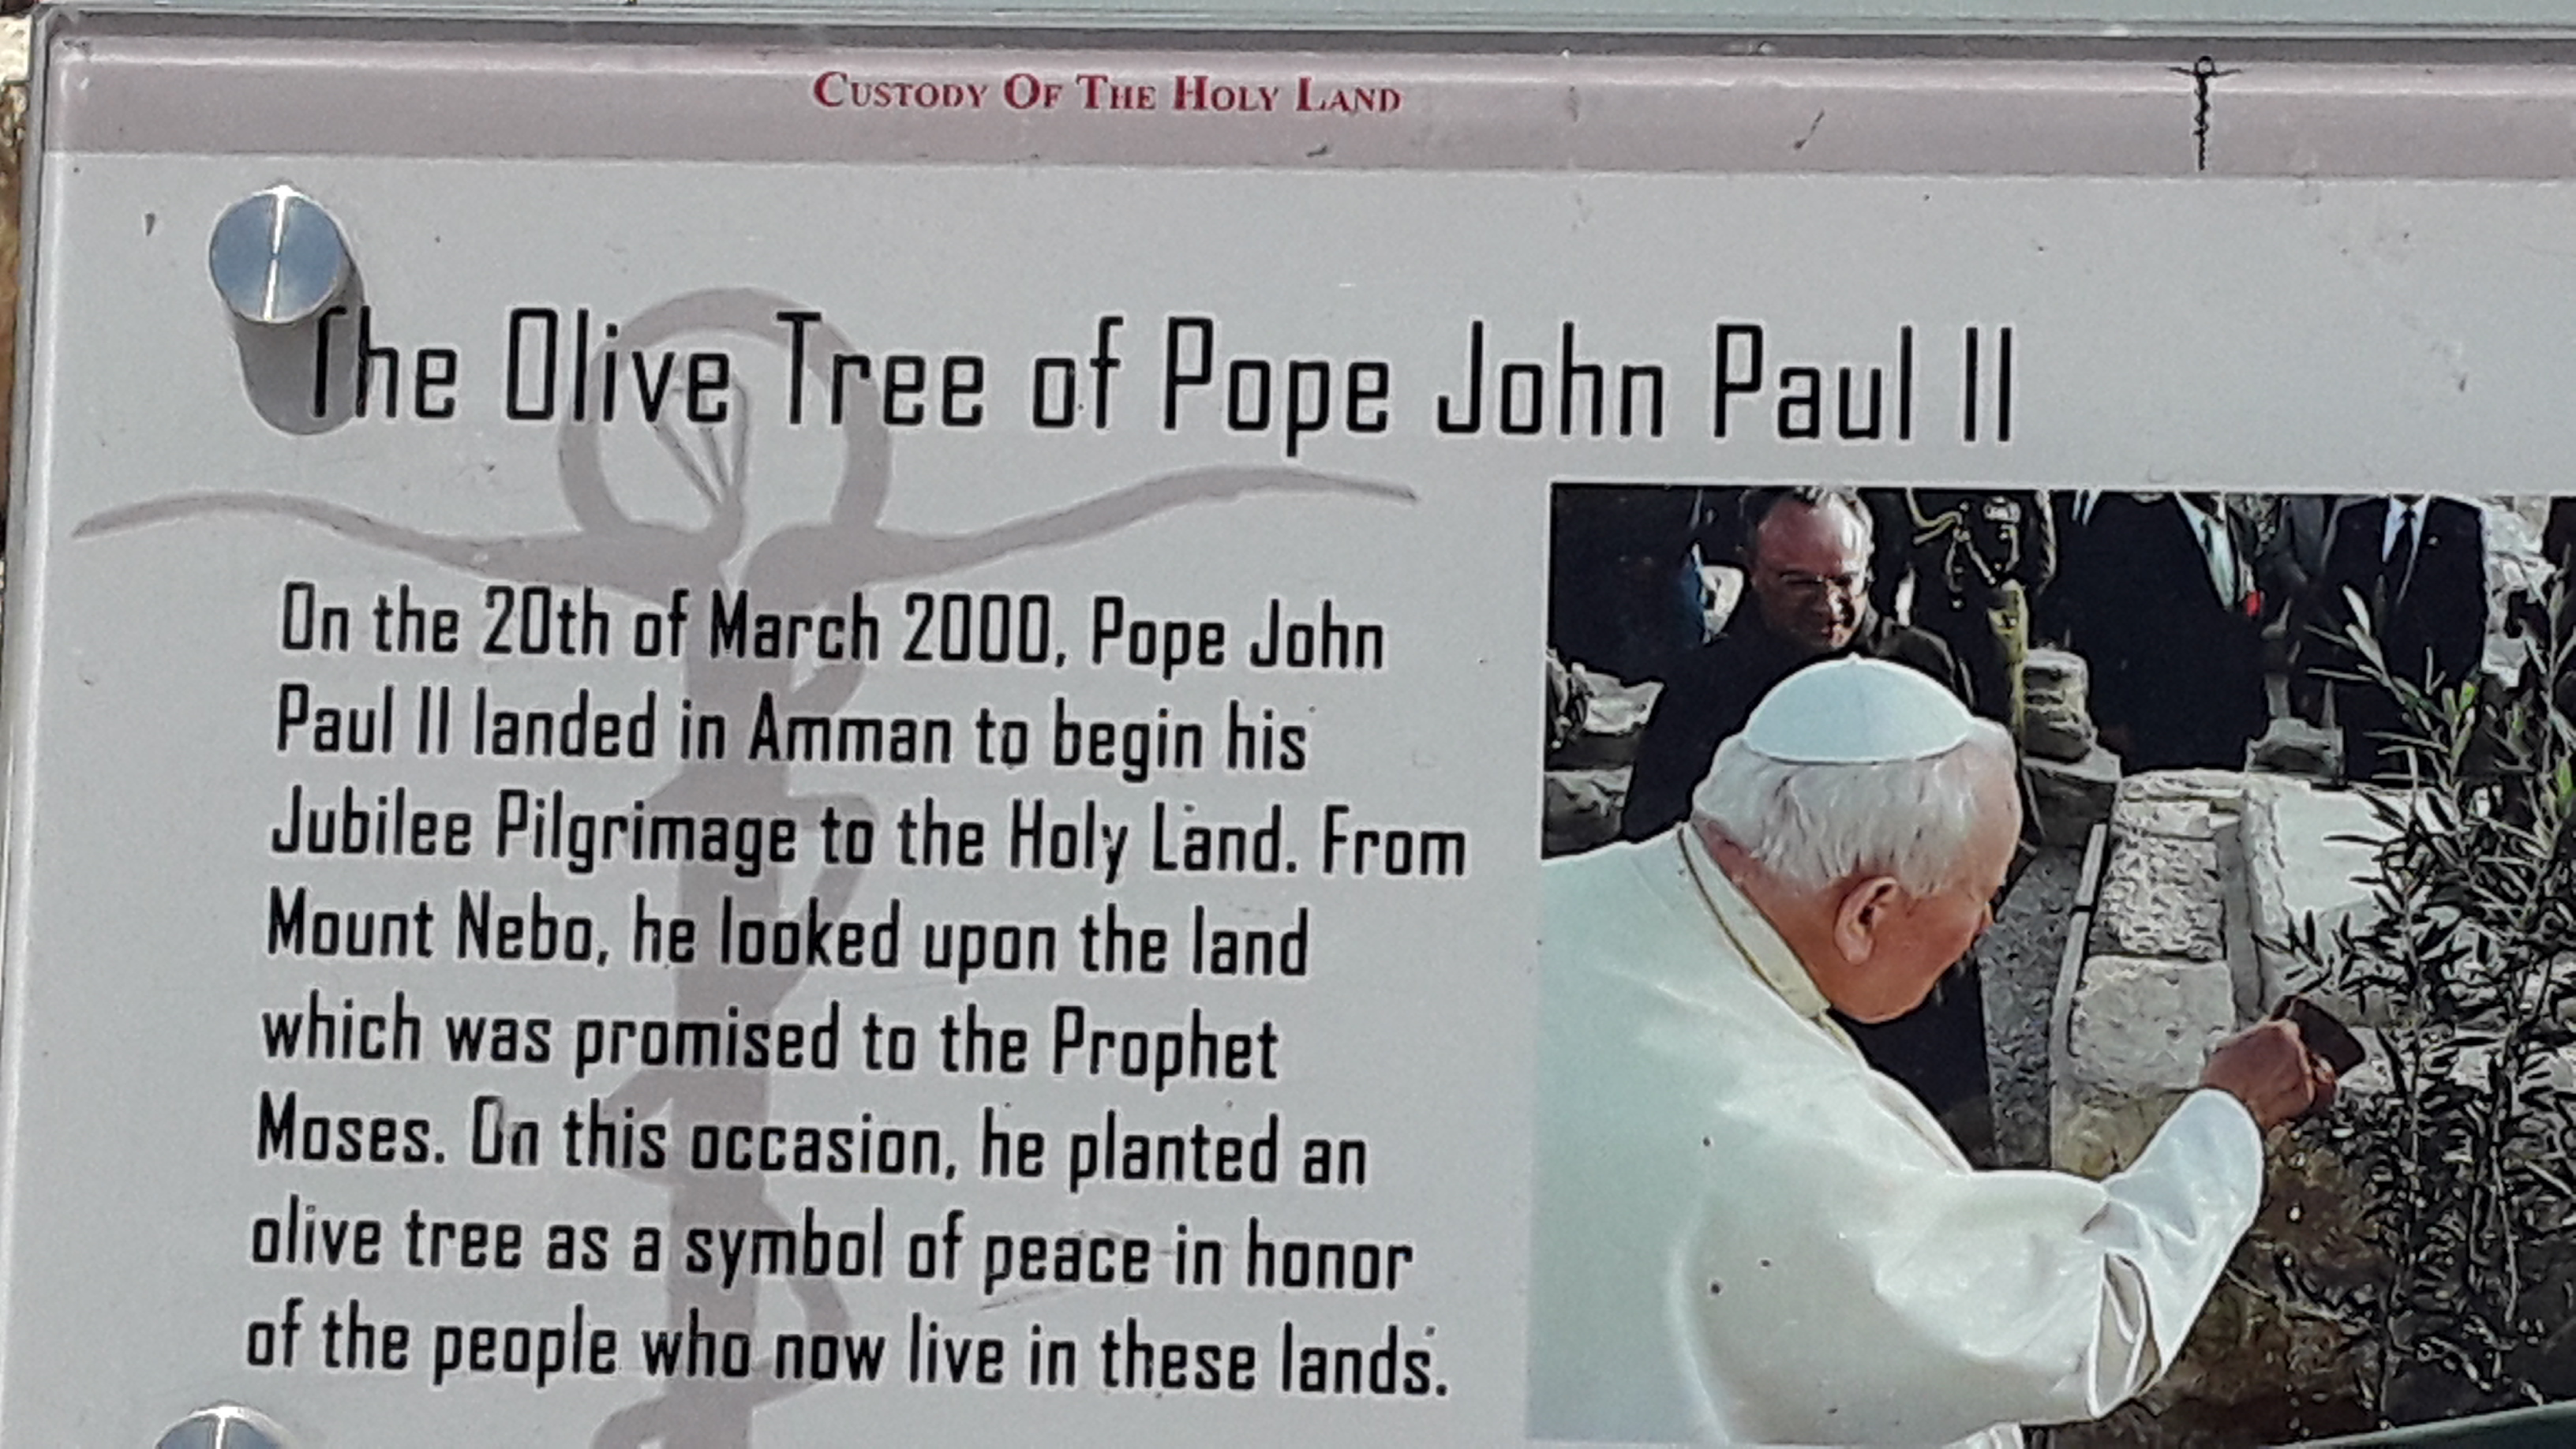 CUSTODY OF THE HOLY LAND
The Olive Tree of Pope John Paul II
On the 20th of March 2000, Pope John
Paul II landed in Amman to begin his
Jubilee Pilgrimage to the Holy Land. From
Mount Nebo, he looked upon the land
which was promised to the Prophet
Moses. On this occasion, he planted an
olive tree as a symbol of peace in honor
of the people who now live in these lands.